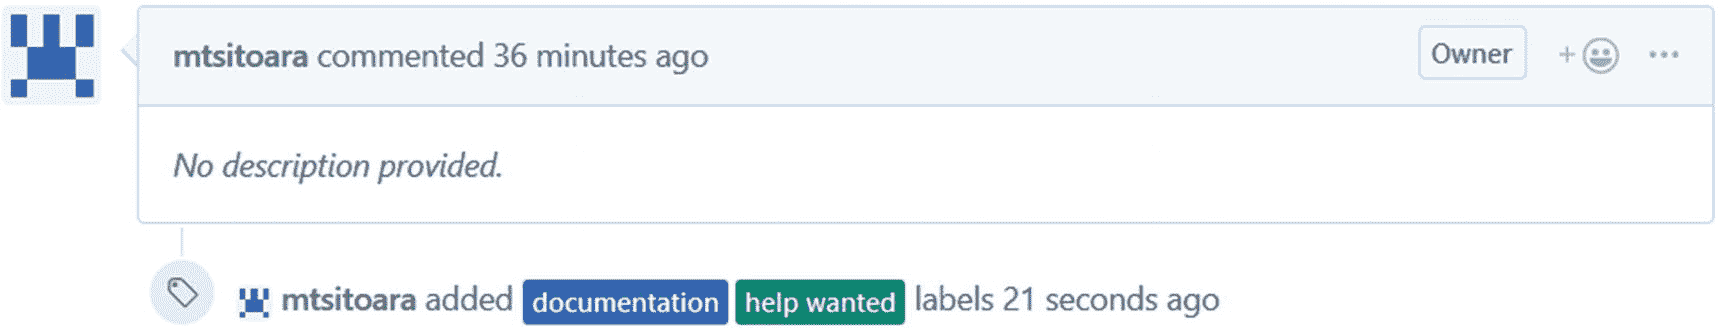 mtsitoara commented 36 minutes ago Owner
No description provided.
mtsitoara added documentation help wanted labels 21 seconds ago